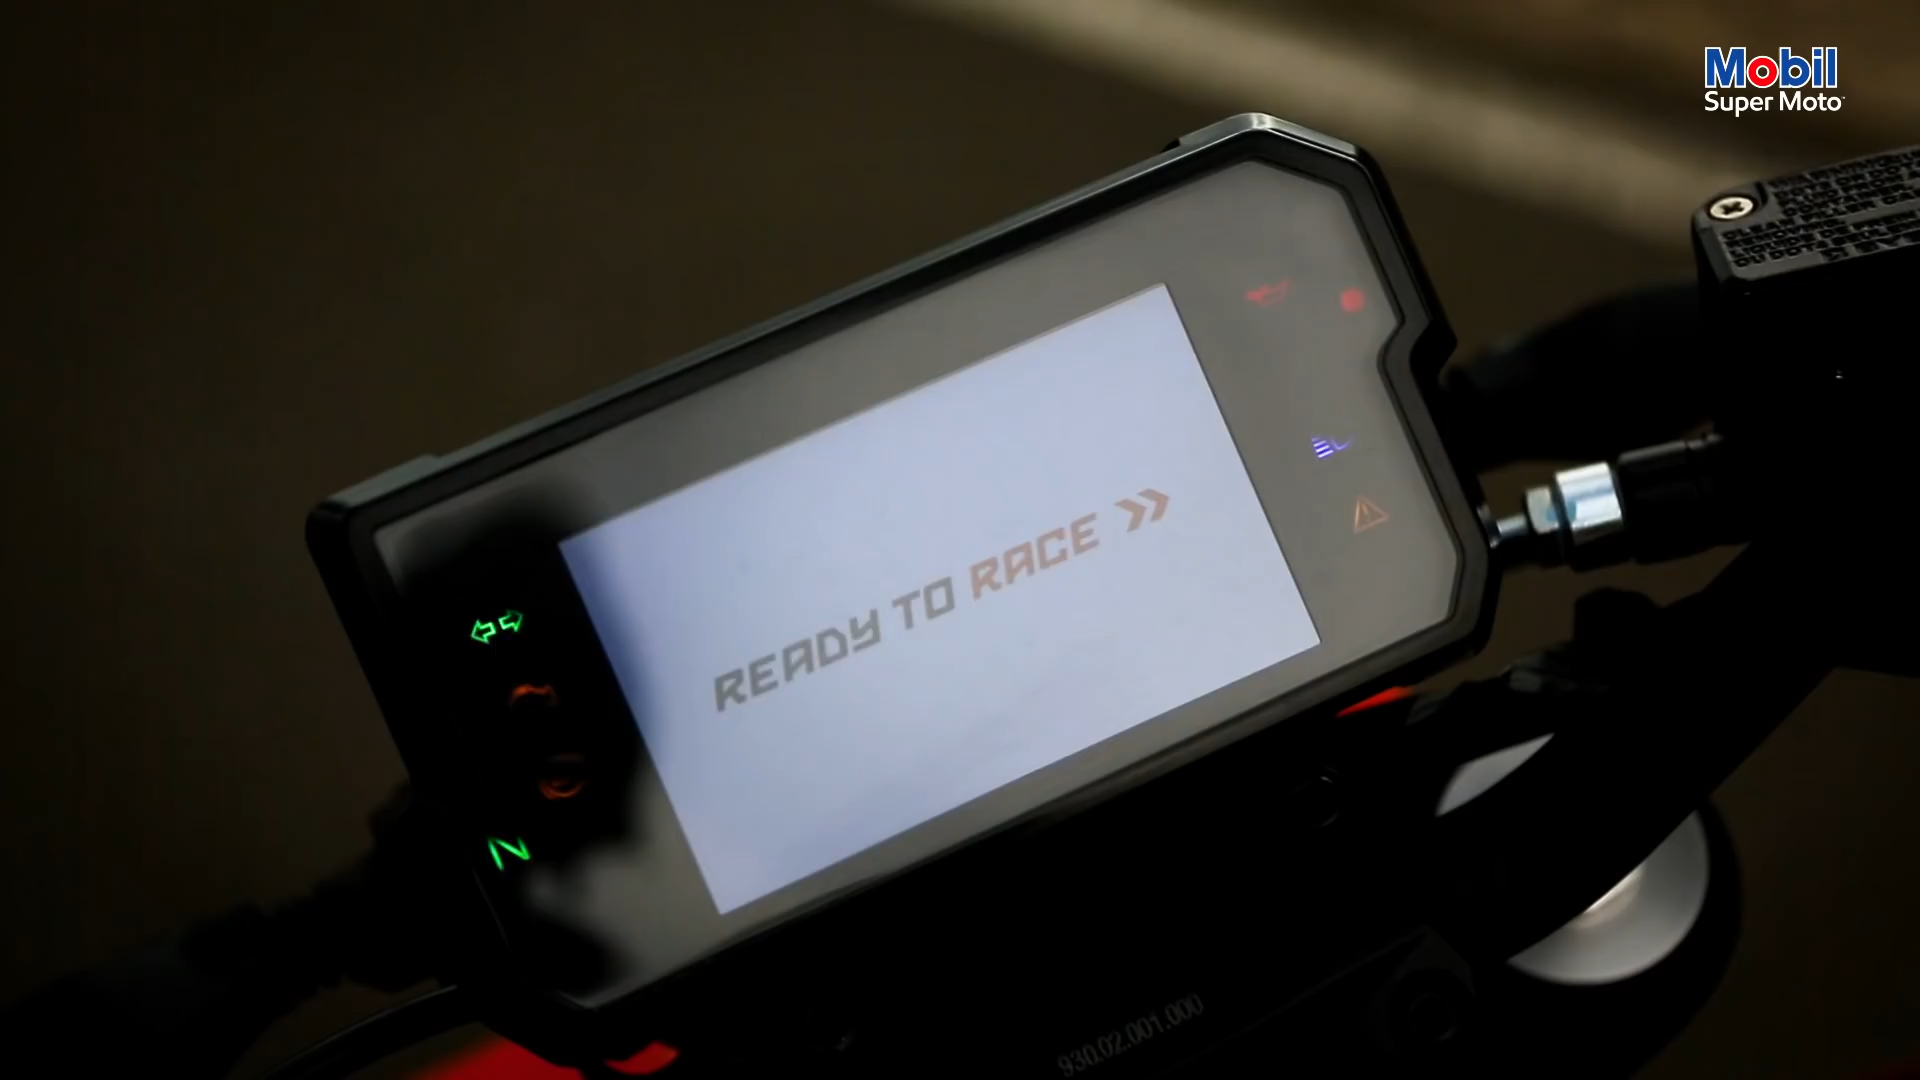 Mobil
Super Moto
READY TO RACE »
N
930.02.001.000